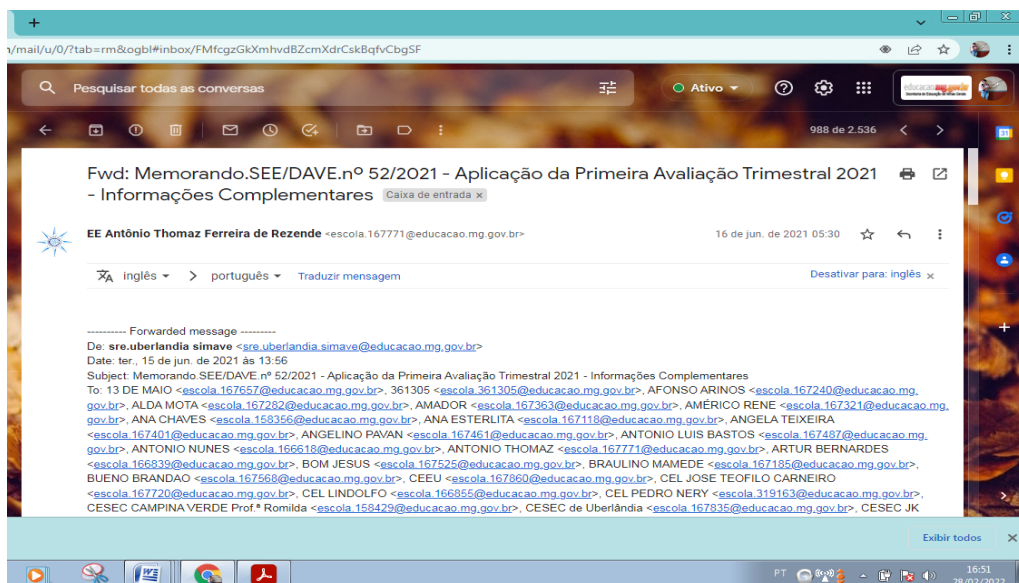 n/mail/u/0/?tab=rm&ogbl#inbox/FMfcgzGkXmhvdBZcmXdrCskBqfvCbgSF
Pesquisar todas as conversas
Ativo
educacao.mg.gov.br
988 de 2.536
31
Fwd: Memorando.SEE/DAVE.nº 52/2021 - Aplicação da Primeira Avaliação Trimestral 2021
- Informações Complementares Caixa de entrada ×
EE Antônio Thomaz Ferreira de Rezende <escola.167771@educacao.mg.gov.br> 16 de jun. de 2021 05:30
inglês > português Traduzir mensagem Desativar para: inglês ×
---------- Forwarded message ---------
De: sre.uberlandia simave <sre.uberlandia.simave@educacao.mg.gov.br>
Date: ter., 15 de jun. de 2021 às 13:56
Subject: Memorando.SEE/DAVE.nº 52/2021 - Aplicação da Primeira Avaliação Trimestral 2021 - Informações Complementares
To: 13 DE MAIO <escola.167657@educacao.mg.gov.br>, 361305 <escola.361305@educacao.mg.gov.br>, AFONSO ARINOS <escola.167240@educacao.mg.
gov.br>, ALDA MOTA <escola.167282@educacao.mg.gov.br>, AMADOR <escola.167363@educacao.mg.gov.br>, AMÉRICO RENE <escola.167321@educacao.mg.
gov.br>, ANA CHAVES <escola.158356@educacao.mg.gov.br>, ANA ESTERLITA <escola.167118@educacao.mg.gov.br>, ANGELA TEIXEIRA
<escola.167401@educacao.mg.gov.br>, ANGELINO PAVAN <escola.167461@educacao.mg.gov.br>, ANTONIO LUIS BASTOS <escola.167487@educacao.mg.
gov.br>, ANTONIO NUNES <escola.166618@educacao.mg.gov.br>, ANTONIO THOMAZ <escola.167771@educacao.mg.gov.br>, ARTUR BERNARDES
<escola.166839@educacao.mg.gov.br>, BOM JESUS <escola.167525@educacao.mg.gov.br>, BRAULINO MAMEDE <escola.167185@educacao.mg.gov.br>,
BUENO BRANDAO <escola.167568@educacao.mg.gov.br>, CEEU <escola.167860@educacao.mg.gov.br>, CEL JOSE TEOFILO CARNEIRO
<escola.167720@educacao.mg.gov.br>, CEL LINDOLFO <escola.166855@educacao.mg.gov.br>, CEL PEDRO NERY <escola.319163@educacao.mg.gov.br>,
CESEC CAMPINA VERDE Prof.ª Romilda <escola.158429@educacao.mg.gov.br>, CESEC de Uberlândia <escola.167835@educacao.mg.gov.br>, CESEC JK
Exibir todos
PT
16:51
28/02/2022